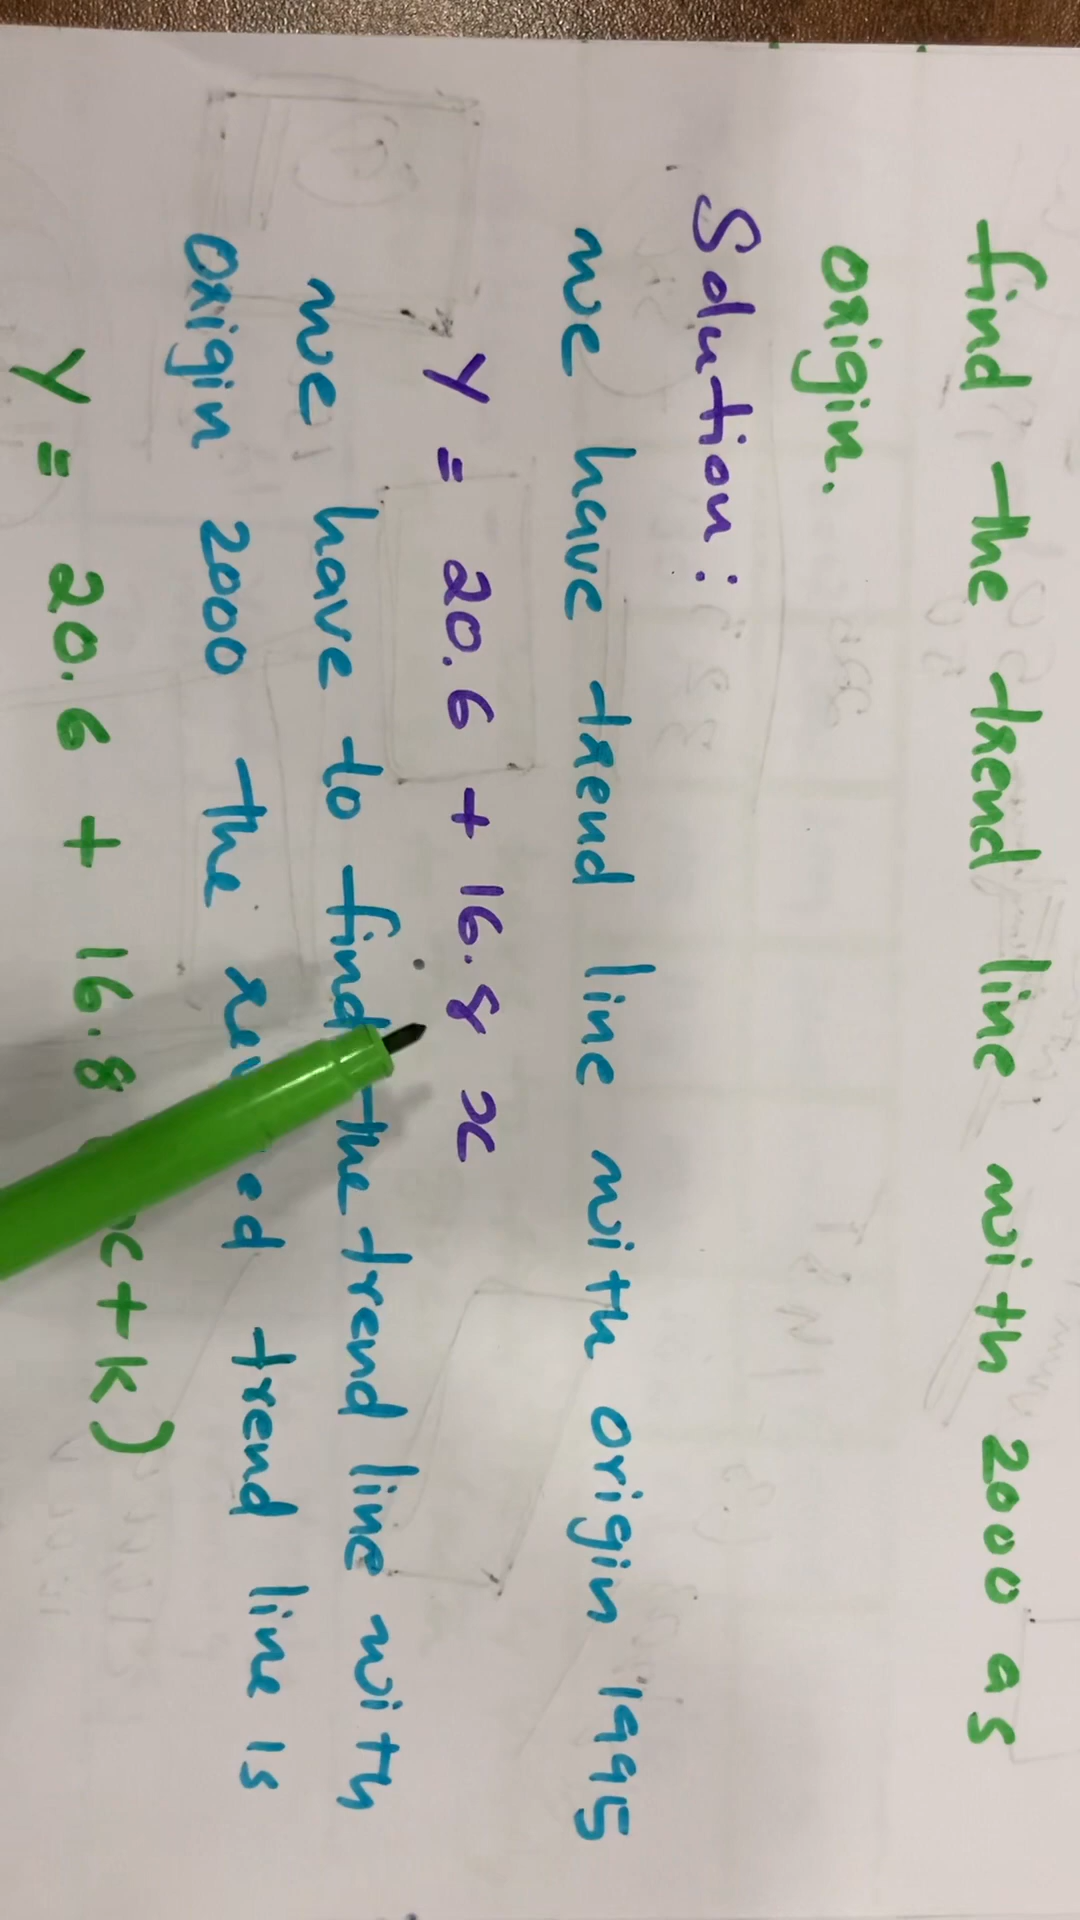 find the trend line with 2000 as
origin.
Solution :
we have trend line with origin 1995
Y = 20.6 + 16.8 x
we have to find the trend line with
origin 2000 the trend line is
Y = 20.6 + 16.8 x + k)